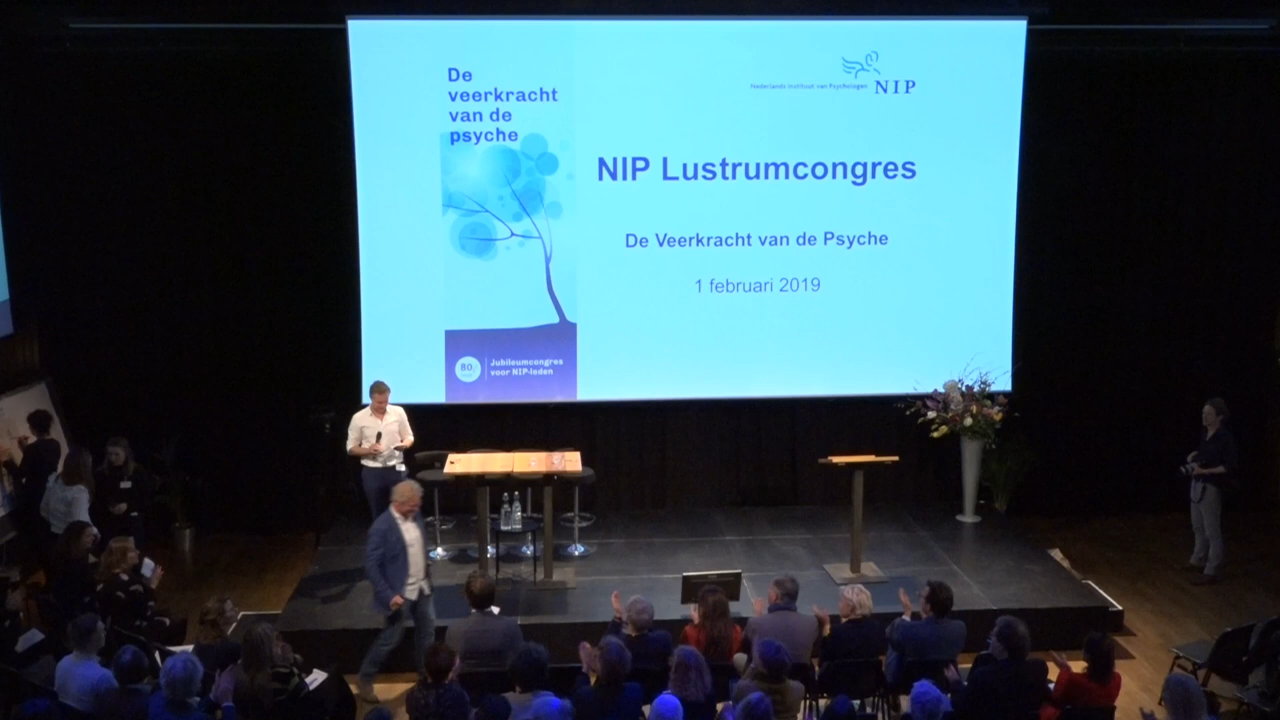 De
veerkracht
van de
psyche
Nederlands Instituut van Psychologen NIP
NIP Lustrumcongres
De Veerkracht van de Psyche
1 februari 2019
80
Jubileumcongres
voor NIP-leden